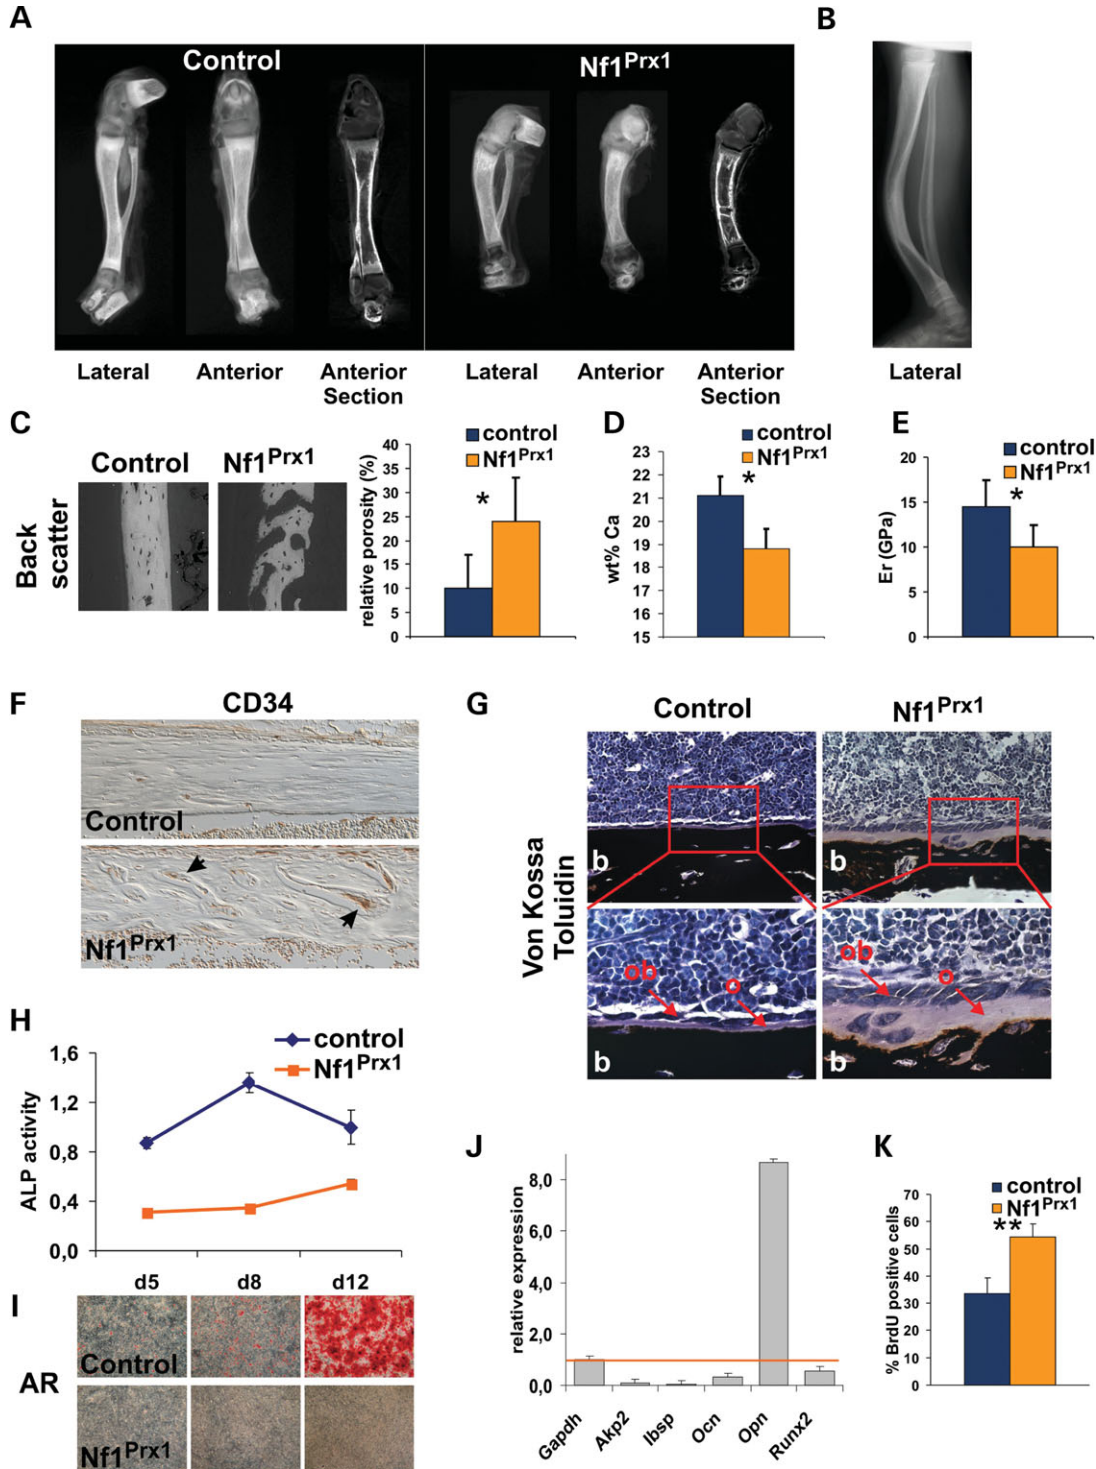 A
B
Control
Nf1Prx1
Lateral
Anterior
Anterior
Section
Lateral
Anterior
Anterior
Section
Lateral
C
Control
Nf1Prx1
Back
scatter
control
Nf1Prx1
relative porosity (%)
40
35
30
25
20
15
10
5
0
*
D
control
Nf1Prx1
wt% Ca
23
22
21
20
19
18
17
16
15
*
E
control
Nf1Prx1
Er (GPa)
20
15
10
5
0
*
F
CD34
Control
Nf1Prx1
G
Control
Nf1Prx1
Von Kossa
Toluidin
b
b
ob
o
b
ob
o
b
H
control
Nf1Prx1
ALP activity
1,6
1,2
0,8
0,4
0,0
d5
d8
d12
I
AR
Control
Nf1Prx1
J
relative expression
8,0
6,0
4,0
2,0
0,0
Gapdh
Akp2
Ibsp
Ocn
Opn
Runx2
K
control
Nf1Prx1
% BrdU positive cells
70
60
50
40
30
20
10
0
**